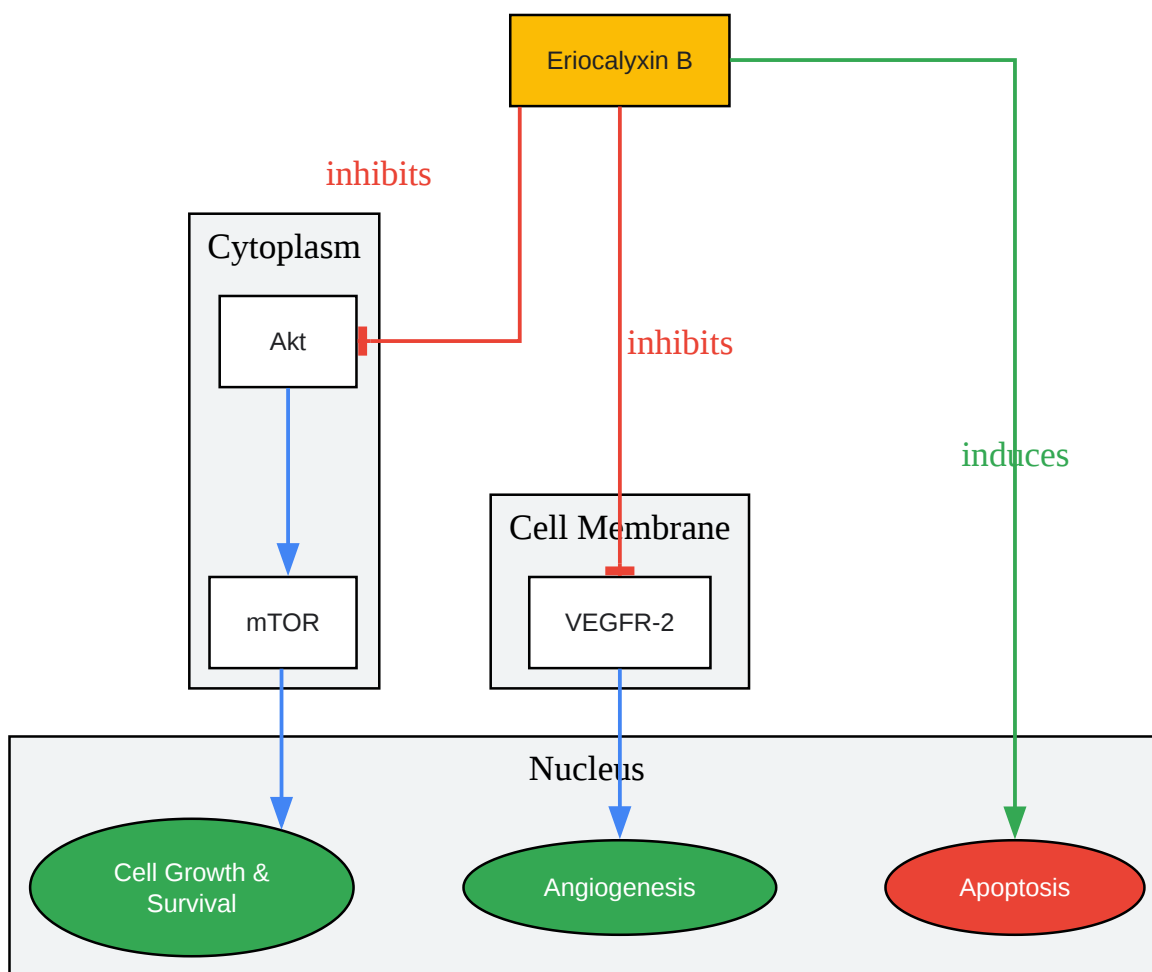 Eriocalyxin B
inhibits
Cytoplasm
Akt
inhibits
induces
Cell Membrane
mTOR
VEGFR-2
Nucleus
Cell Growth &
Survival
Angiogenesis
Apoptosis